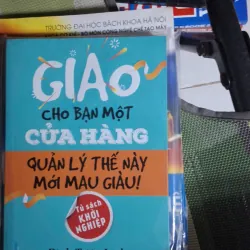 TRƯỜNG ĐẠI HỌC BÁCH KHOA HÀ NỘI
GIAO
CHO BẠN MỘT
CỬA HÀNG
QUẢN LÝ THẾ NÀY
MỚI MAU GIÀU!
Tủ sách
KHỞI
NGHIỆP